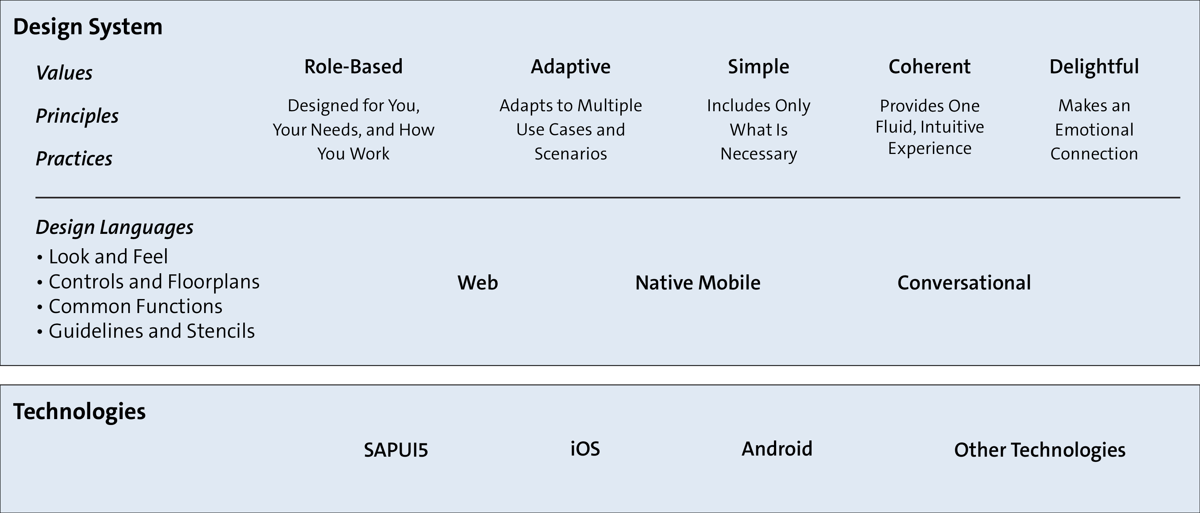 Design System
Values
Principles
Practices
Role-Based
Designed for You,
Your Needs, and How
You Work
Adaptive
Adapts to Multiple
Use Cases and
Scenarios
Simple
Includes Only
What Is
Necessary
Coherent
Provides One
Fluid, Intuitive
Experience
Delightful
Makes an
Emotional
Connection
Design Languages
• Look and Feel
• Controls and Floorplans
• Common Functions
• Guidelines and Stencils
Web
Native Mobile
Conversational
Technologies
SAPUI5
iOS
Android
Other Technologies